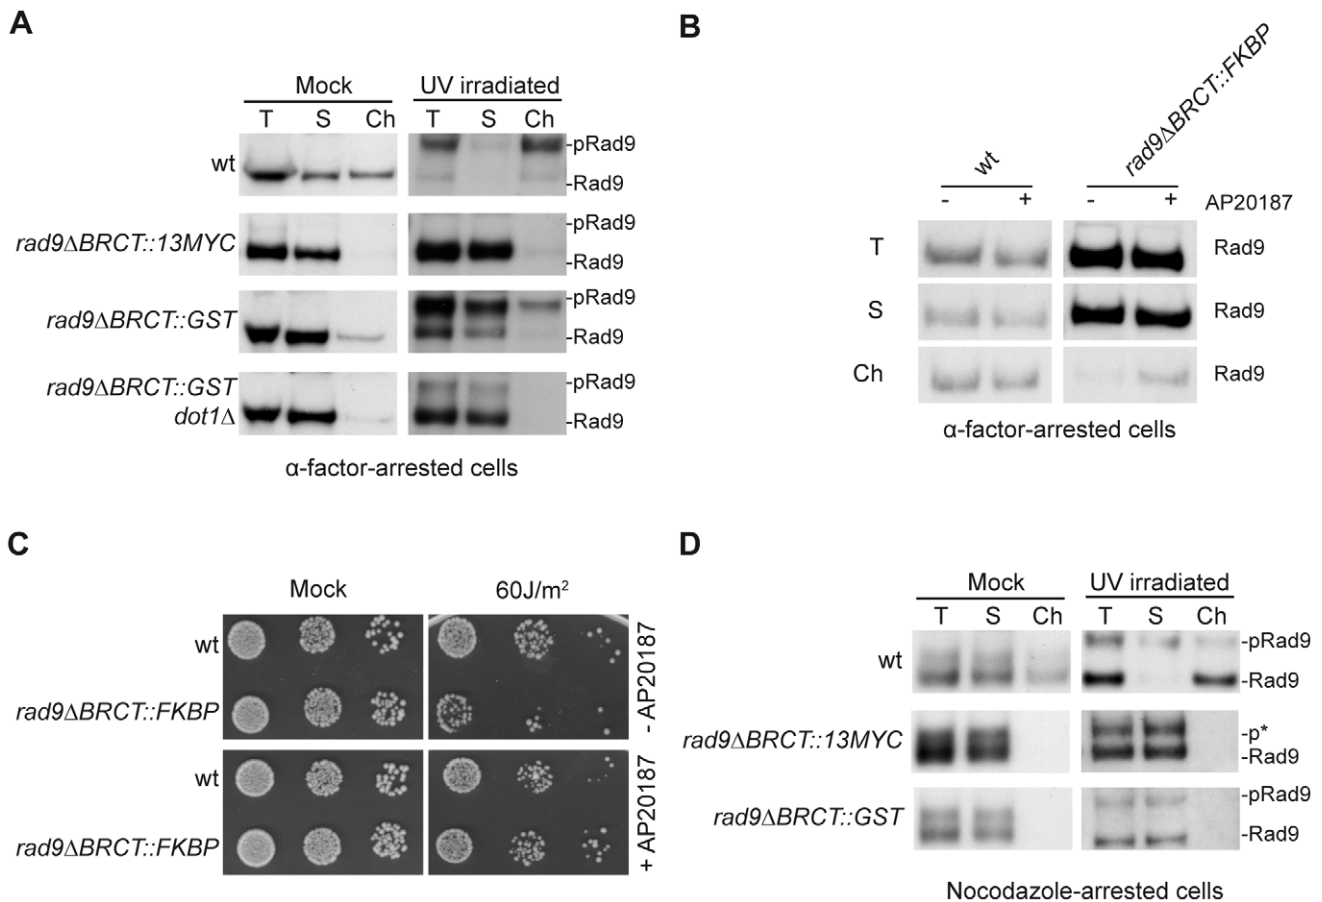 A
Mock UV irradiated
T S Ch T S Ch
wt -pRad9
-Rad9
rad9ΔBRCT::13MYC -pRad9
-Rad9
rad9ΔBRCT::GST -pRad9
-Rad9
rad9ΔBRCT::GST -pRad9
dot1Δ -Rad9
α-factor-arrested cells
B
wt rad9ΔBRCT::FKBP
- + - + AP20187
T Rad9
S Rad9
Ch Rad9
α-factor-arrested cells
C
Mock 60J/m²
wt
rad9ΔBRCT::FKBP
- AP20187
wt
rad9ΔBRCT::FKBP
+ AP20187
D
Mock UV irradiated
T S Ch T S Ch
wt -pRad9
-Rad9
rad9ΔBRCT::13MYC -p*
-Rad9
rad9ΔBRCT::GST -pRad9
-Rad9
Nocodazole-arrested cells